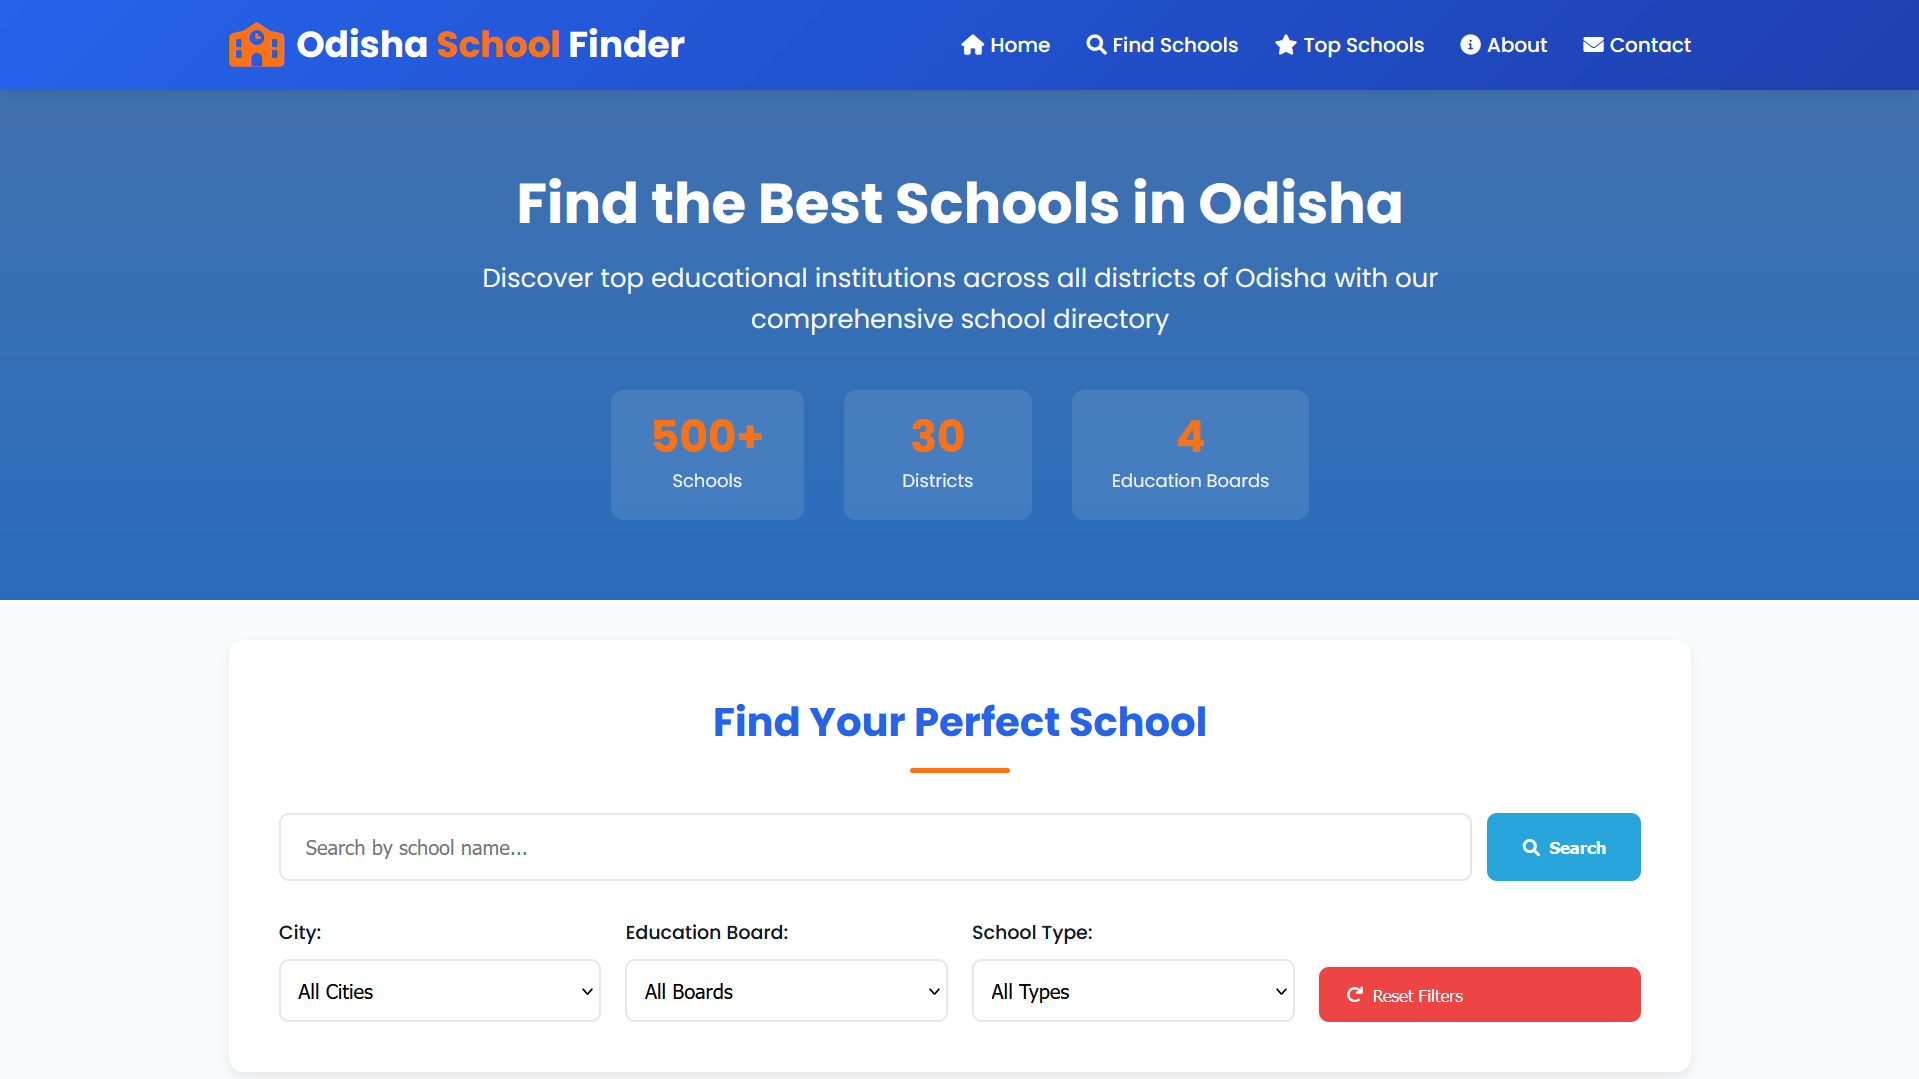 Odisha School Finder
Home
Find Schools
Top Schools
About
Contact
Find the Best Schools in Odisha
Discover top educational institutions across all districts of Odisha with our
comprehensive school directory
500+
Schools
30
Districts
4
Education Boards
Find Your Perfect School
Search by school name...
Search
City:
All Cities
Education Board:
All Boards
School Type:
All Types
Reset Filters